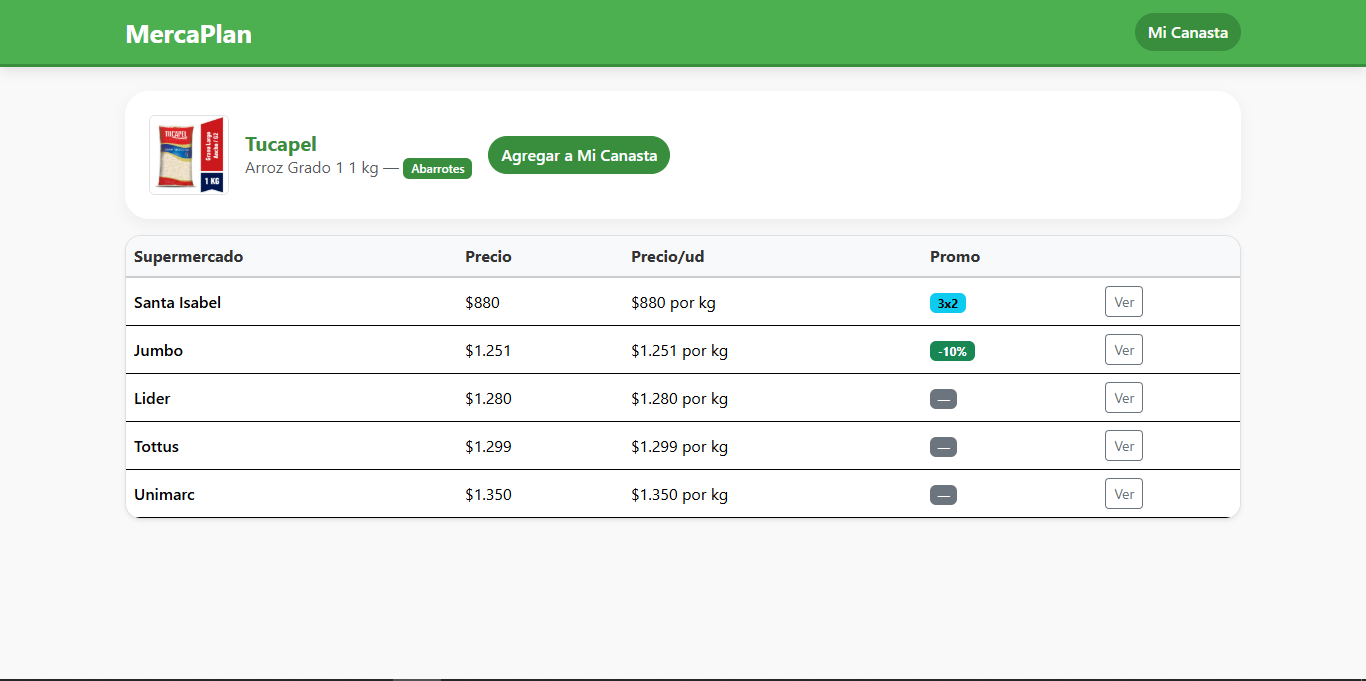 MercaPlan
Mi Canasta
TUCAPEL
Grano Largo
Ancho / G2
1 KG
Tucapel
Arroz Grado 1 1 kg — Abarrotes
Agregar a Mi Canasta
Supermercado Precio Precio/ud Promo
Santa Isabel $880 $880 por kg 3x2 Ver
Jumbo $1.251 $1.251 por kg -10% Ver
Lider $1.280 $1.280 por kg — Ver
Tottus $1.299 $1.299 por kg — Ver
Unimarc $1.350 $1.350 por kg — Ver